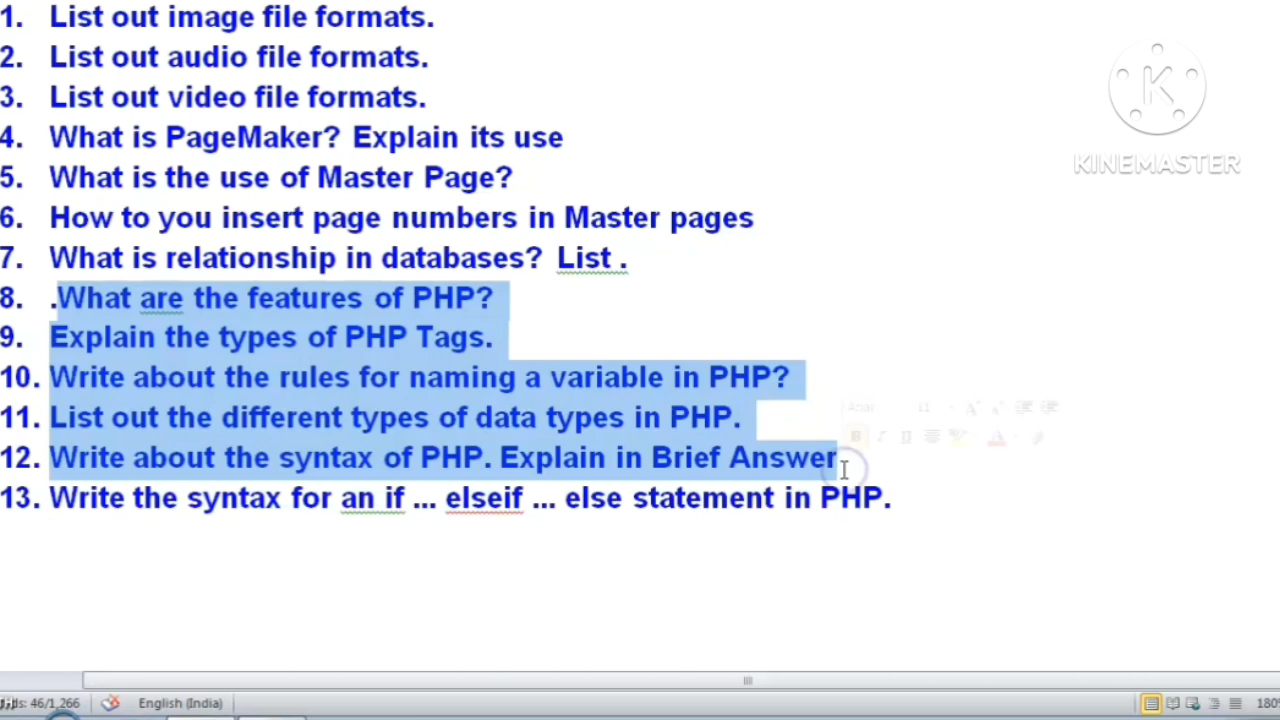 1. List out image file formats.
2. List out audio file formats.
3. List out video file formats.
4. What is PageMaker? Explain its use
5. What is the use of Master Page?
6. How to you insert page numbers in Master pages
7. What is relationship in databases? List .
8. .What are the features of PHP?
9. Explain the types of PHP Tags.
10. Write about the rules for naming a variable in PHP?
11. List out the different types of data types in PHP.
12. Write about the syntax of PHP. Explain in Brief Answer
13. Write the syntax for an if ... elseif ... else statement in PHP.
K
KINEMASTER
46/1,266 English (India) 180%